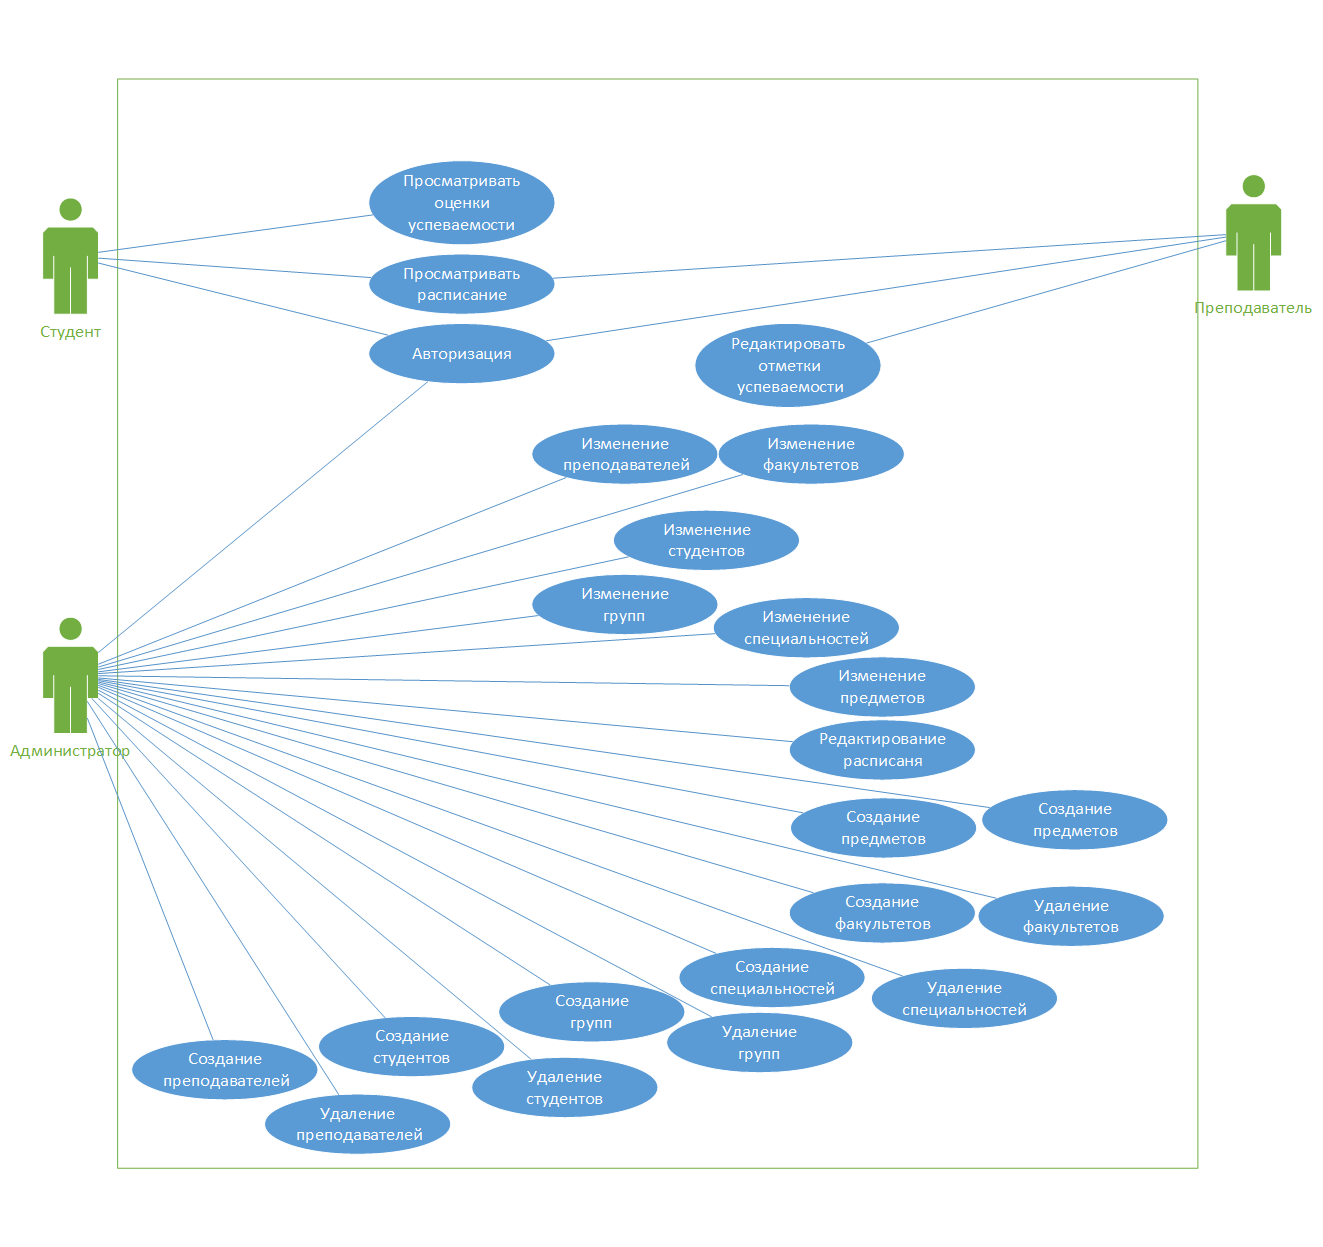 Просматривать
оценки
успеваемости
Просматривать
расписание
Студент
Преподаватель
Авторизация
Редактировать
отметки
успеваемости
Изменение
преподавателей
Изменение
факультетов
Изменение
студентов
Изменение
групп
Изменение
специальностей
Изменение
предметов
Администратор
Редактирование
расписаня
Создание
предметов
Создание
предметов
Создание
факультетов
Удаление
факультетов
Создание
специальностей
Удаление
специальностей
Создание
групп
Удаление
групп
Создание
студентов
Создание
преподавателей
Удаление
студентов
Удаление
преподавателей